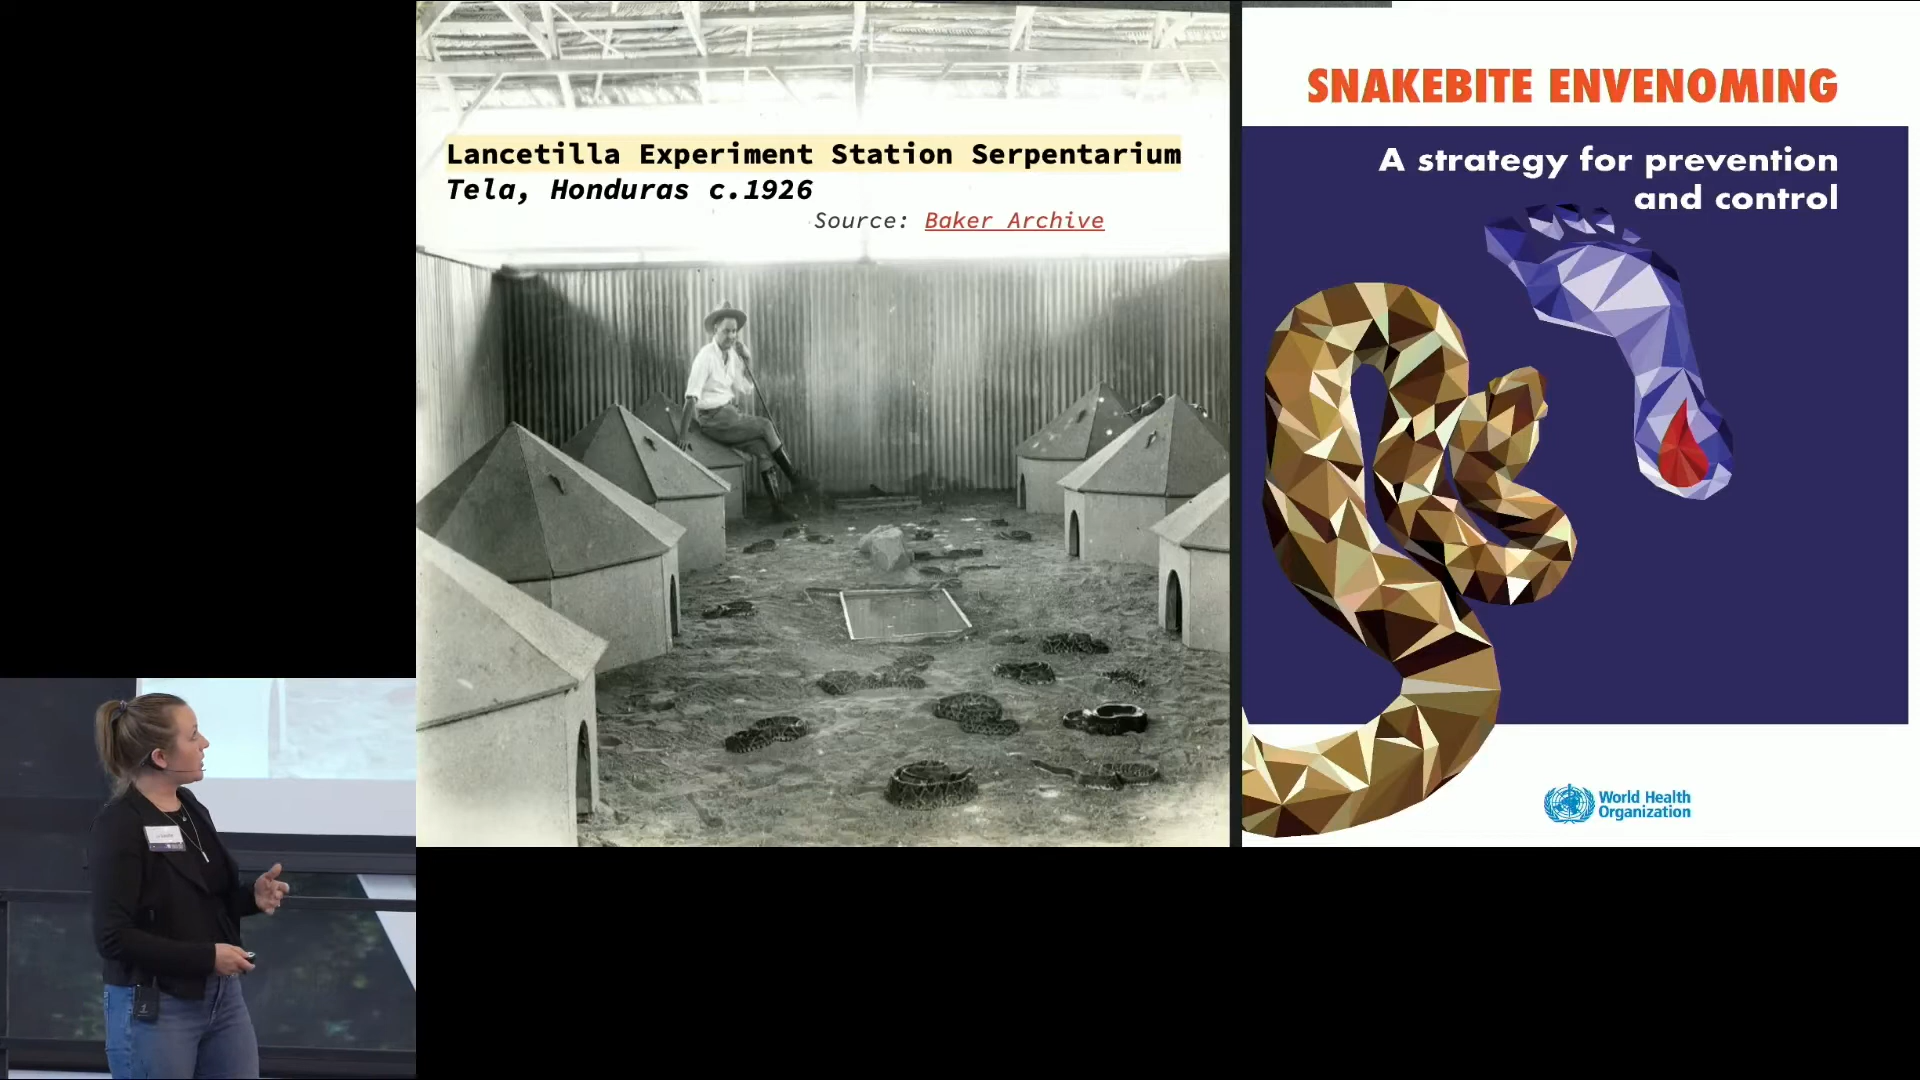 Lancetilla Experiment Station Serpentarium
Tela, Honduras c.1926
Source: Baker Archive
SNAKEBITE ENVENOMING
A strategy for prevention
and control
World Health
Organization